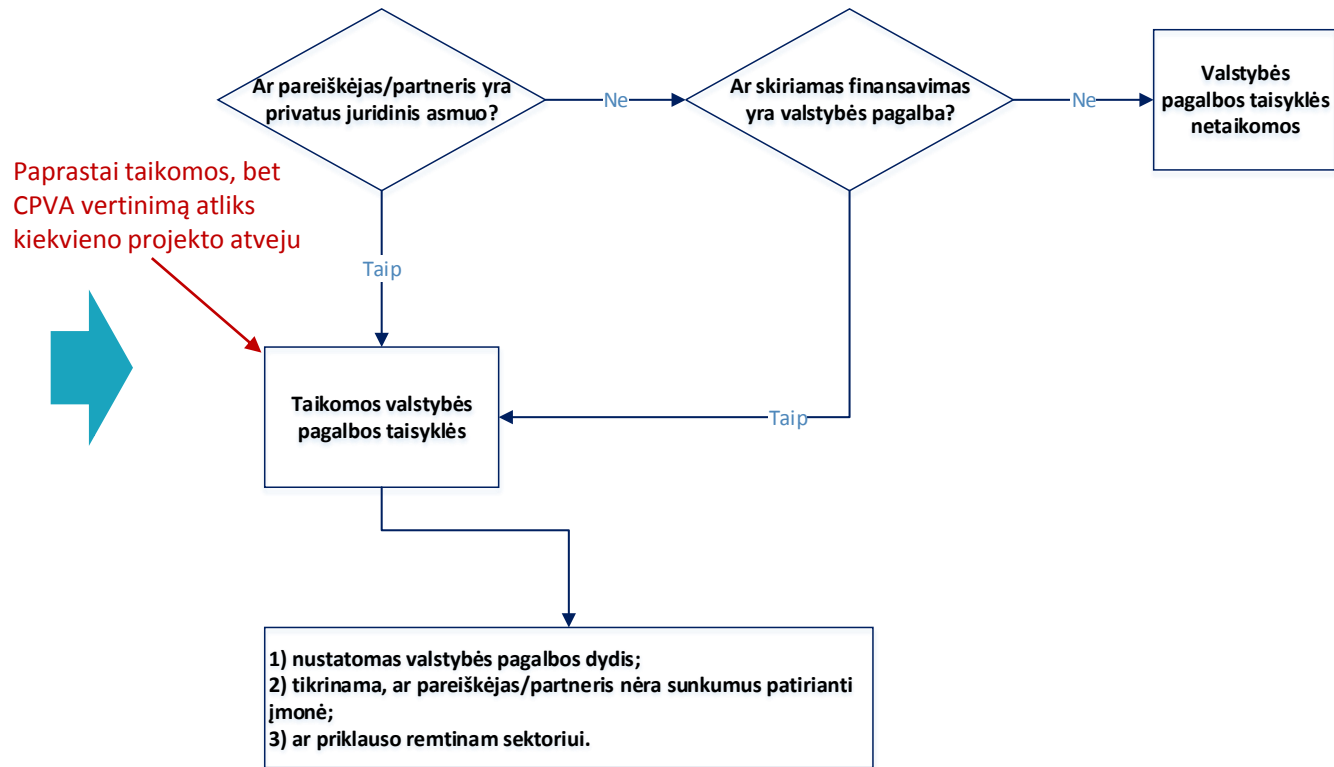 Ar pareiškėjas/partneris yra
privatus juridinis asmuo?
Ne
Ar skiriamas finansavimas
yra valstybės pagalba?
Ne
Valstybės
pagalbos taisyklės
netaikomos
Paprastai taikomos, bet
CPVA vertinimą atliks
kiekvieno projekto atveju
Taip
Taikomos valstybės
pagalbos taisyklės
Taip
1) nustatomas valstybės pagalbos dydis;
2) tikrinama, ar pareiškėjas/partneris nėra sunkumus patirianti
įmonė;
3) ar priklauso remtinam sektoriui.